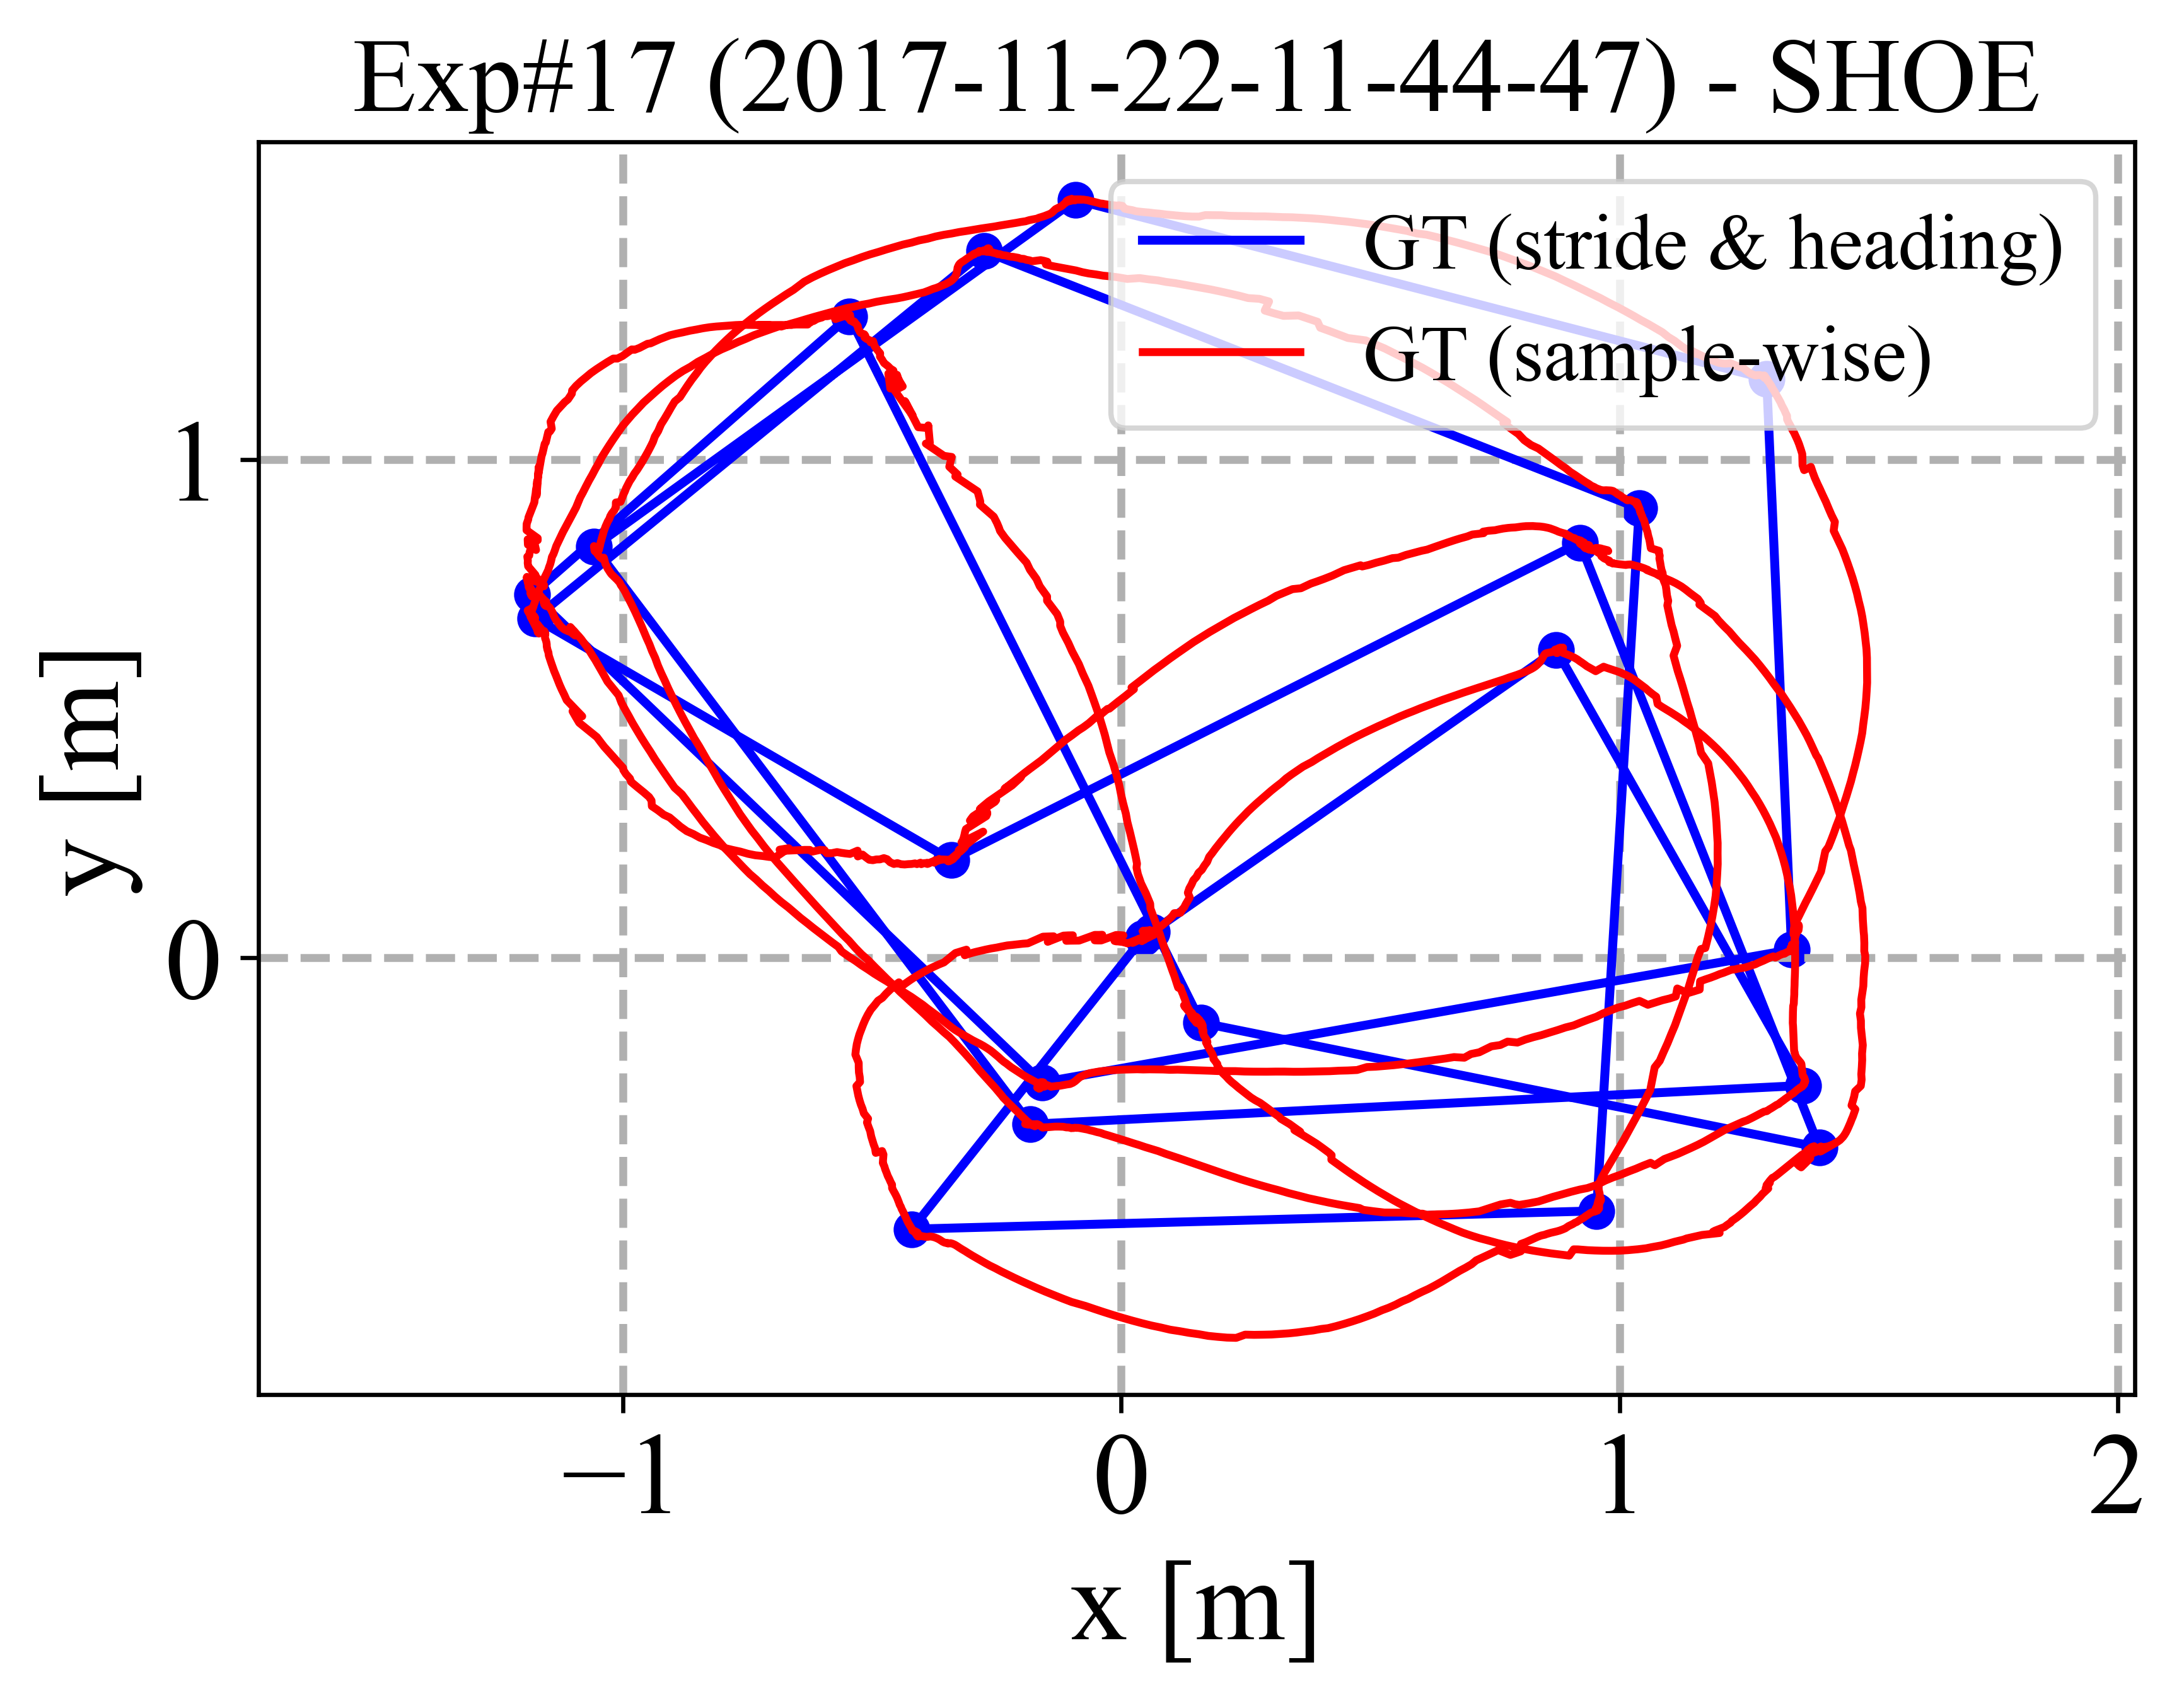 Exp#17 (2017-11-22-11-44-47) - SHOE
GT (stride & heading)
GT (sample-wise)
1
0
y [m]
−1 0 1 2
x [m]